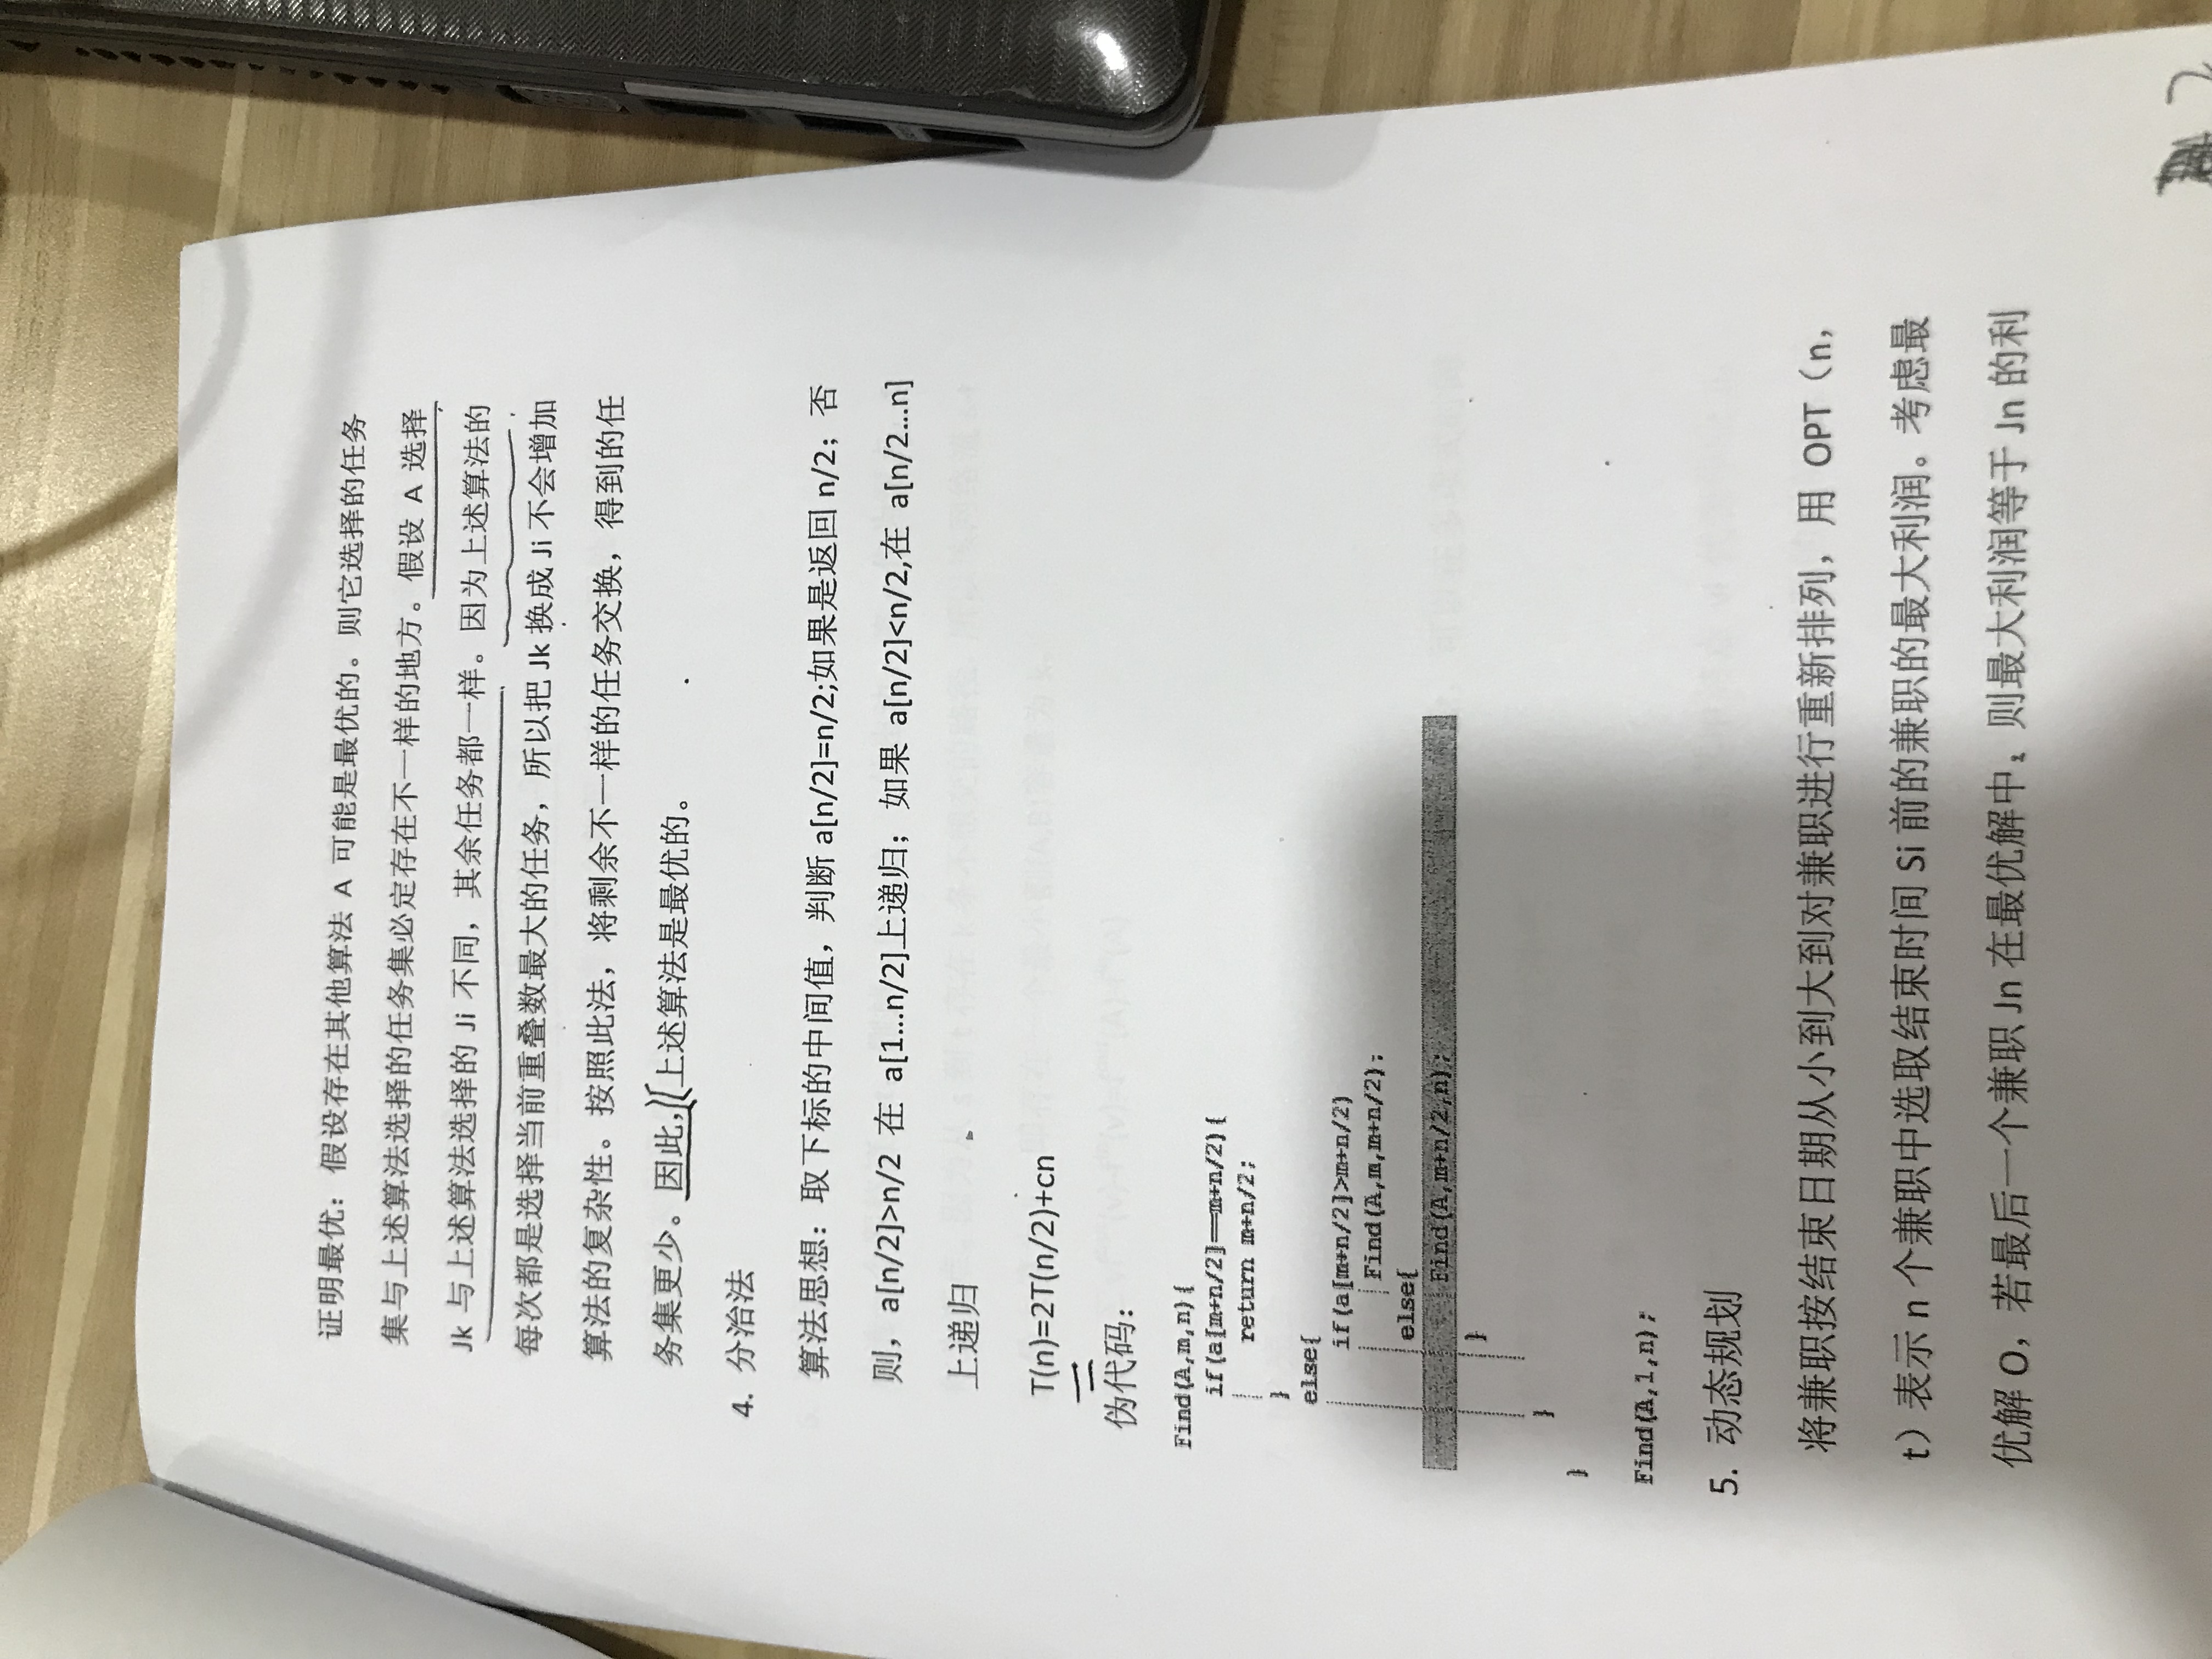 证明最优：假设存在其他算法 A 可能是最优的。则它选择的任务
集与上述算法选择的任务集必定存在不一样的地方。假设 A 选择
Jk 与上述算法选择的 Ji 不同，其余任务都一样。因为上述算法的
每次都是选择当前重叠数最大的任务，所以把 Jk 换成 Ji 不会增加
算法的复杂性。按照此法，将剩余不一样的任务交换，得到的任
务集更少。因此，上述算法是最优的。
4. 分治法
算法思想：取下标的中间值，判断 a[n/2]=n/2;如果是返回 n/2；否
则，a[n/2]>n/2 在 a[1...n/2]上递归；如果 a[n/2]<n/2,在 a[n/2...n]
上递归
T(n)=2T(n/2)+cn
伪代码：
Find(A,m,n){
if(a[m+n/2]==m+n/2){
return m+n/2;
}
else{
if(a[m+n/2]>m+n/2)
Find(A,m,m+n/2);
else{
Find(A,m+n/2,n);
}
}
}
Find(A,1,n);
5. 动态规划
将兼职按结束日期从小到大到对兼职进行重新排列，用 OPT（n，
t）表示 n 个兼职中选取结束时间 Si 前的兼职的最大利润。考虑最
优解 O，若最后一个兼职 Jn 在最优解中，则最大利润等于 Jn 的利